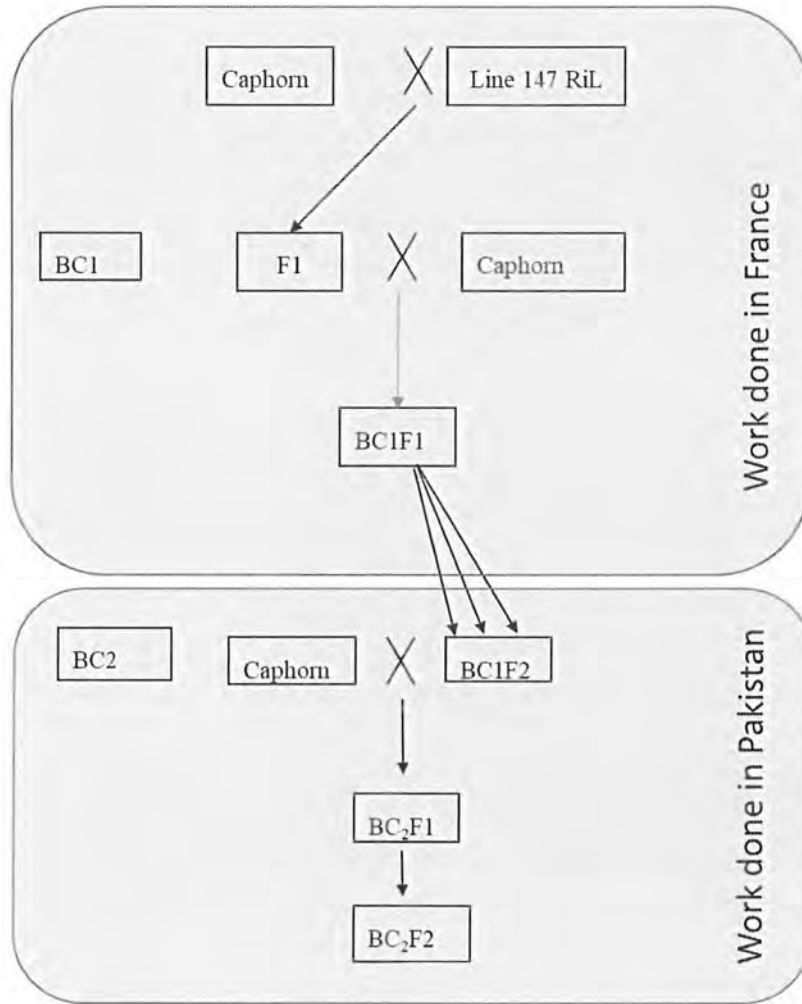 Caphorn
Line 147 RiL
BC1
F1
Caphorn
BC1F1
Work done in France
BC2
Caphorn
BC1F2
BC₂F1
BC₂F2
Work done in Pakistan